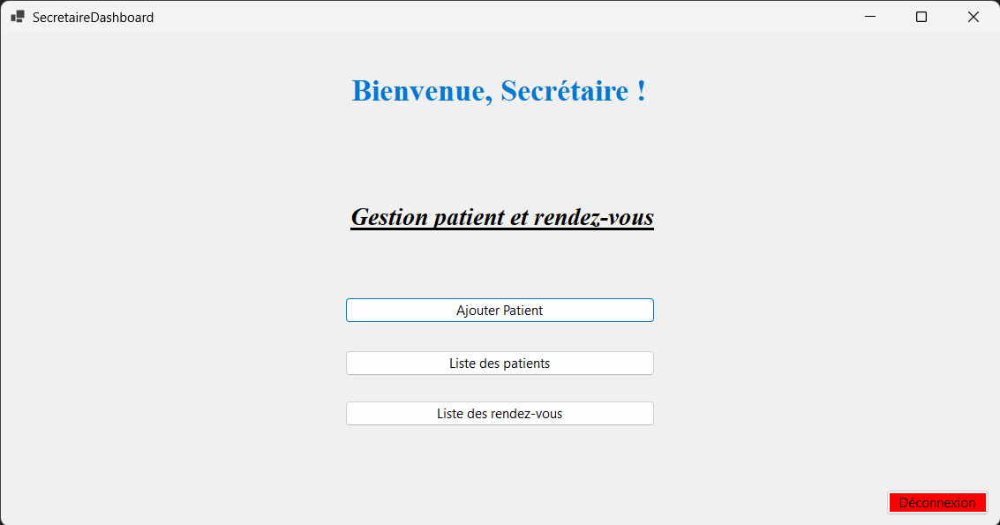 SecretaireDashboard
Bienvenue, Secrétaire !
Gestion patient et rendez-vous
Ajouter Patient
Liste des patients
Liste des rendez-vous
Déconnexion